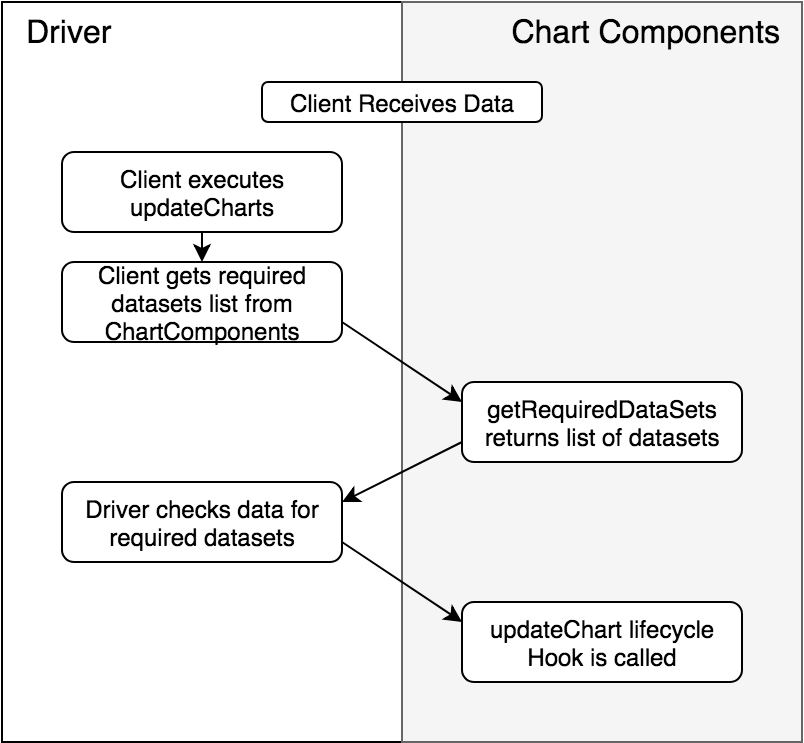 Driver
Chart Components
Client Receives Data
Client executes
updateCharts
Client gets required
datasets list from
ChartComponents
getRequiredDataSets
returns list of datasets
Driver checks data for
required datasets
updateChart lifecycle
Hook is called